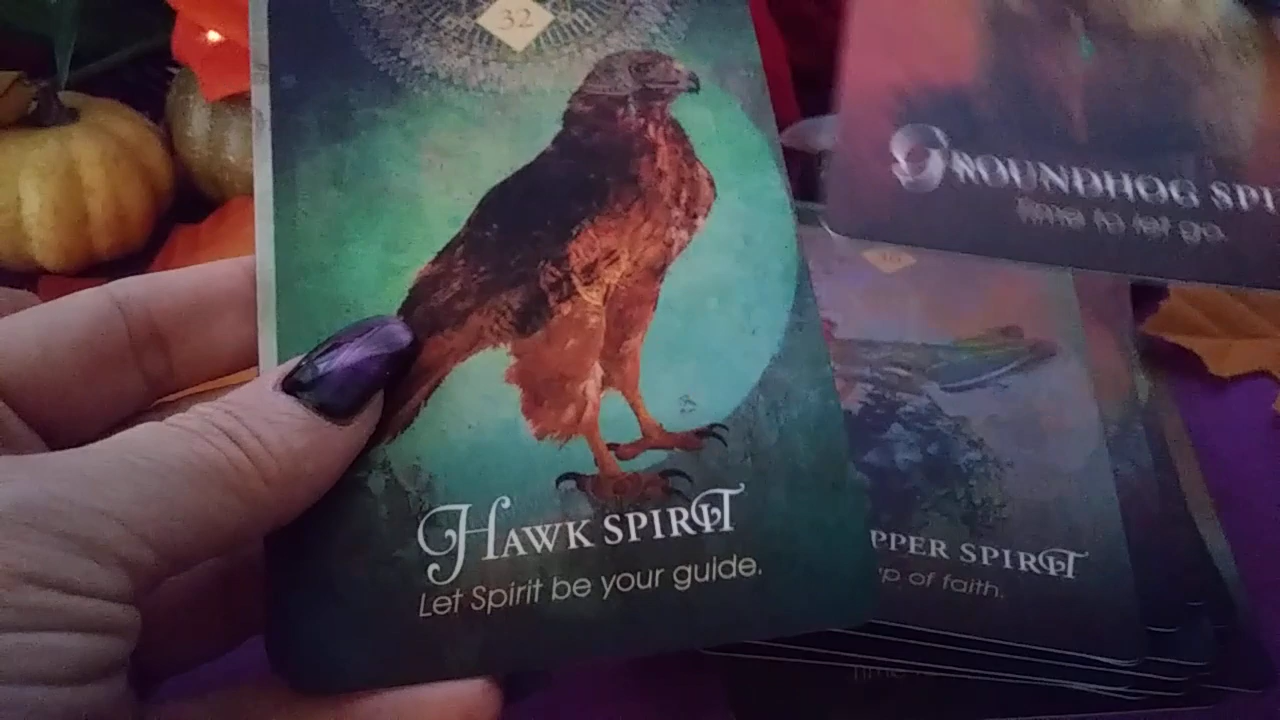 32
HAWK SPIRIT
Let Spirit be your guide.
GROUNDHOG SPI
Time to let go.
PPER SPIRIT
p of faith.